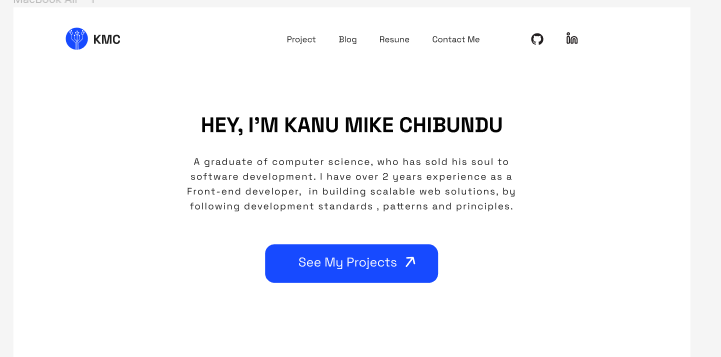 MacBook Air - 1
KMC
Project Blog Resune Contact Me
HEY, I'M KANU MIKE CHIBUNDU
A graduate of computer science, who has sold his soul to
software development. I have over 2 years experience as a
Front-end developer, in building scalable web solutions, by
following development standards , patterns and principles.
See My Projects